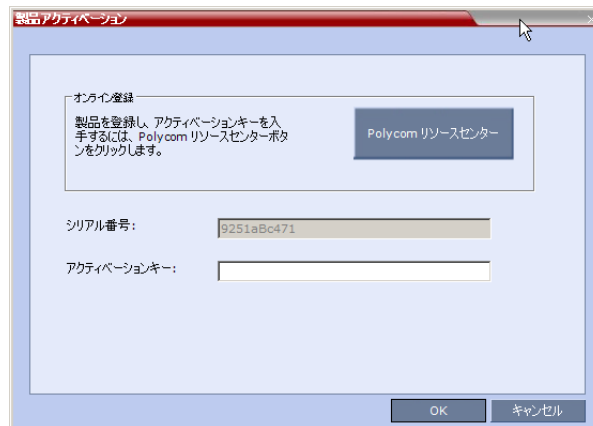 製品アクティベーション
オンライン登録
製品を登録し、アクティベーションキーを入
手するには、Polycom リソースセンターボタ
ンをクリックします。
Polycom リソースセンター
シリアル番号:
9251aBc471
アクティベーションキー:
OK
キャンセル